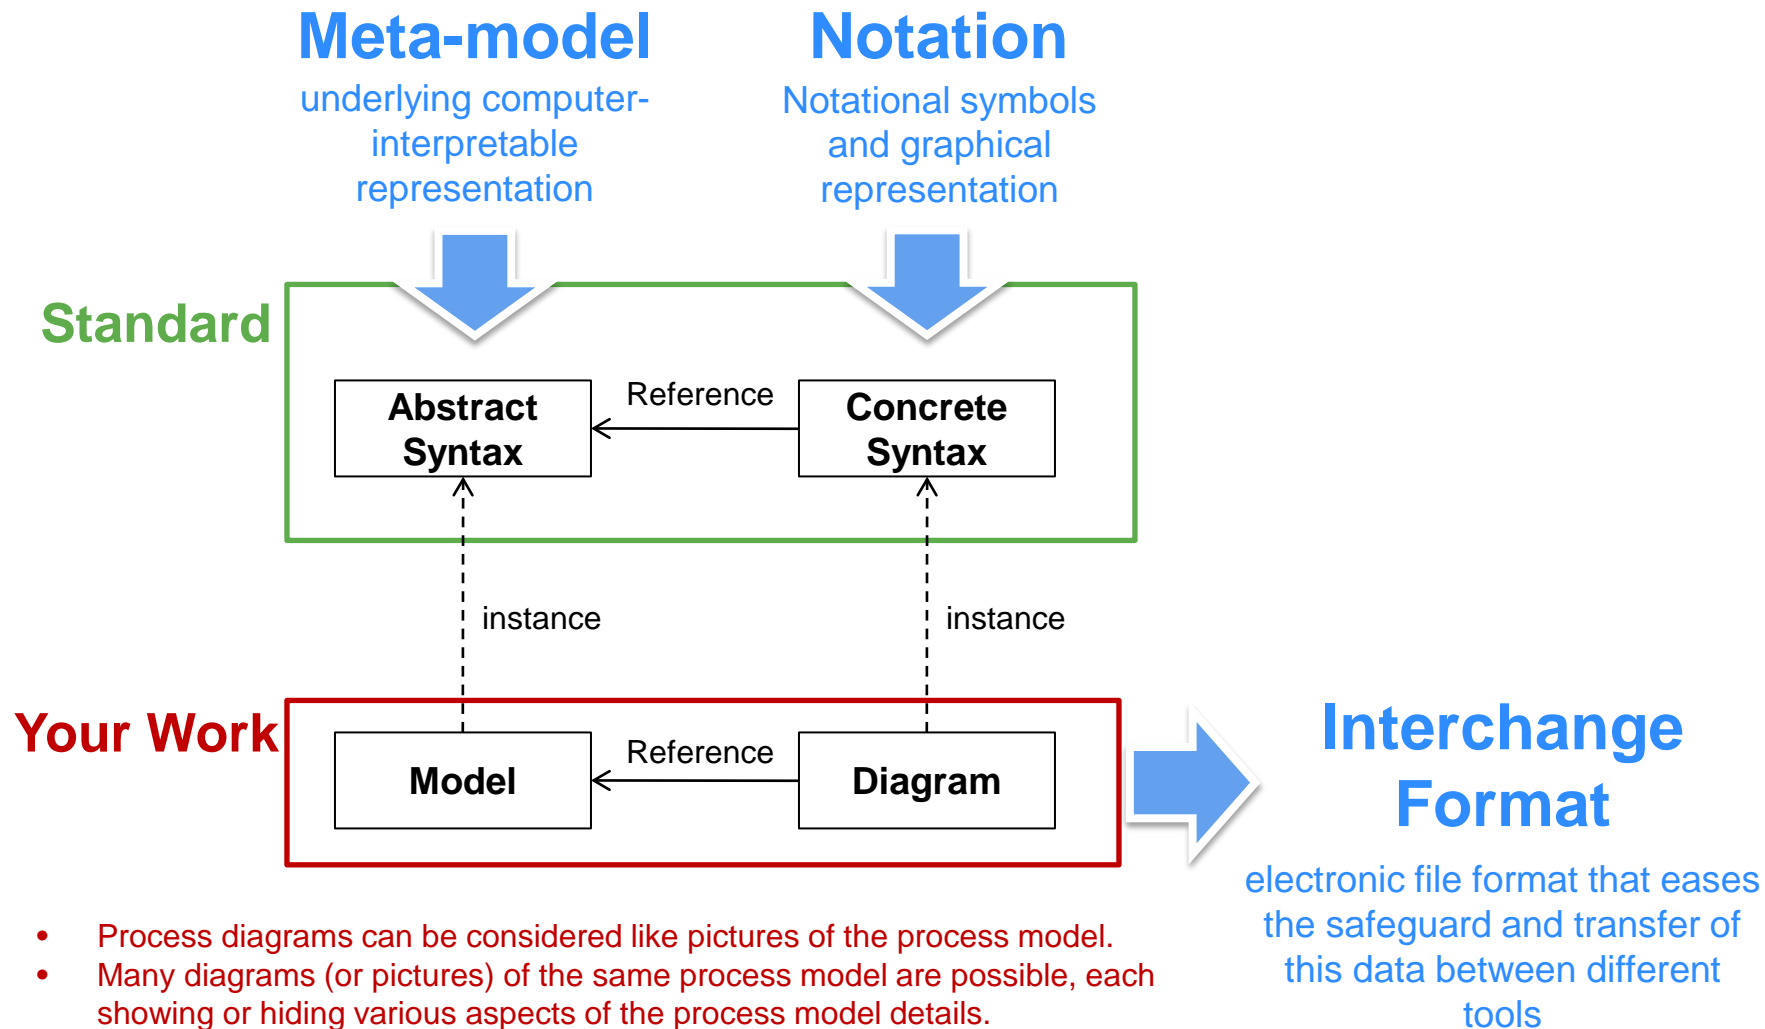 Meta-model
underlying computer-
interpretable
representation
Notation
Notational symbols
and graphical
representation
Standard
Abstract
Syntax
Reference
Concrete
Syntax
instance
instance
Your Work
Model
Reference
Diagram
Interchange
Format
electronic file format that eases
the safeguard and transfer of
this data between different
tools
• Process diagrams can be considered like pictures of the process model.
• Many diagrams (or pictures) of the same process model are possible, each
showing or hiding various aspects of the process model details.